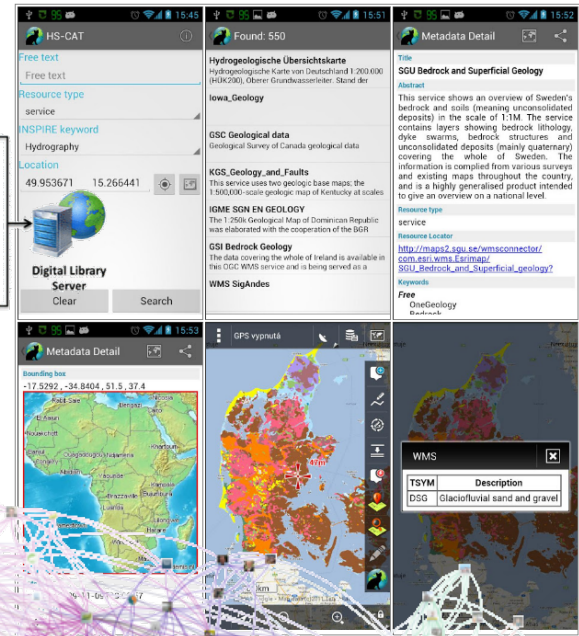 95 15:45
HS-CAT
Free text
Free text
Resource type
service
INSPIRE keyword
Hydrography
Location
49.953671 15.266441
Digital Library
Server
Clear Search
95 15:51
Found: 550
Hydrogeologische Übersichtskarte
Hydrogeologische Karte von Deutschland 1:200.000
(HÜK200), Oberer Grundwasserleiter. Stand der
Iowa_Geology
GSC Geological data
Geological Survey of Canada geological data
KGS_Geology_and_Faults
This service uses two geologic base maps; the
1:500,000-scale geologic map of Kentucky at scales
IGME SGN EN GEOLOGY
The 1:250k Geological Map of Dominican Republic
was elaborated with the cooperation of the BGR
GSI Bedrock Geology
The data covering the whole of Ireland is available in
this OGC WMS service and is being served as a
WMS SigAndes
95 15:52
Metadata Detail
Title
SGU Bedrock and Superficial Geology
Abstract
This service shows an overview of Sweden's
bedrock and soils (meaning unconsolidated
deposits) in the scale of 1:1M. The service
contains layers showing bedrock lithology,
dyke swarms, bedrock structures and
unconsolidated deposits (mainly quaternary)
covering the whole of Sweden. The
information is compiled from various surveys
and existing maps throughout the country,
and is a highly generalised product intended
to give an overview on a national level.
Resource type
service
Resource Locator
http://maps2.sgu.se/wmsconnector/
com.esri.wms.Esrimap/
SGU_Bedrock_and_Superficial_geology?
Keywords
Free
OneGeology
Bedrock
95 15:53
Metadata Detail
Bounding box
-17.5292 , -34.8404 , 51.5 , 37.4
GPS vypnutá
47m
km
WMS
TSYM Description
DSG Glaciofluvial sand and gravel